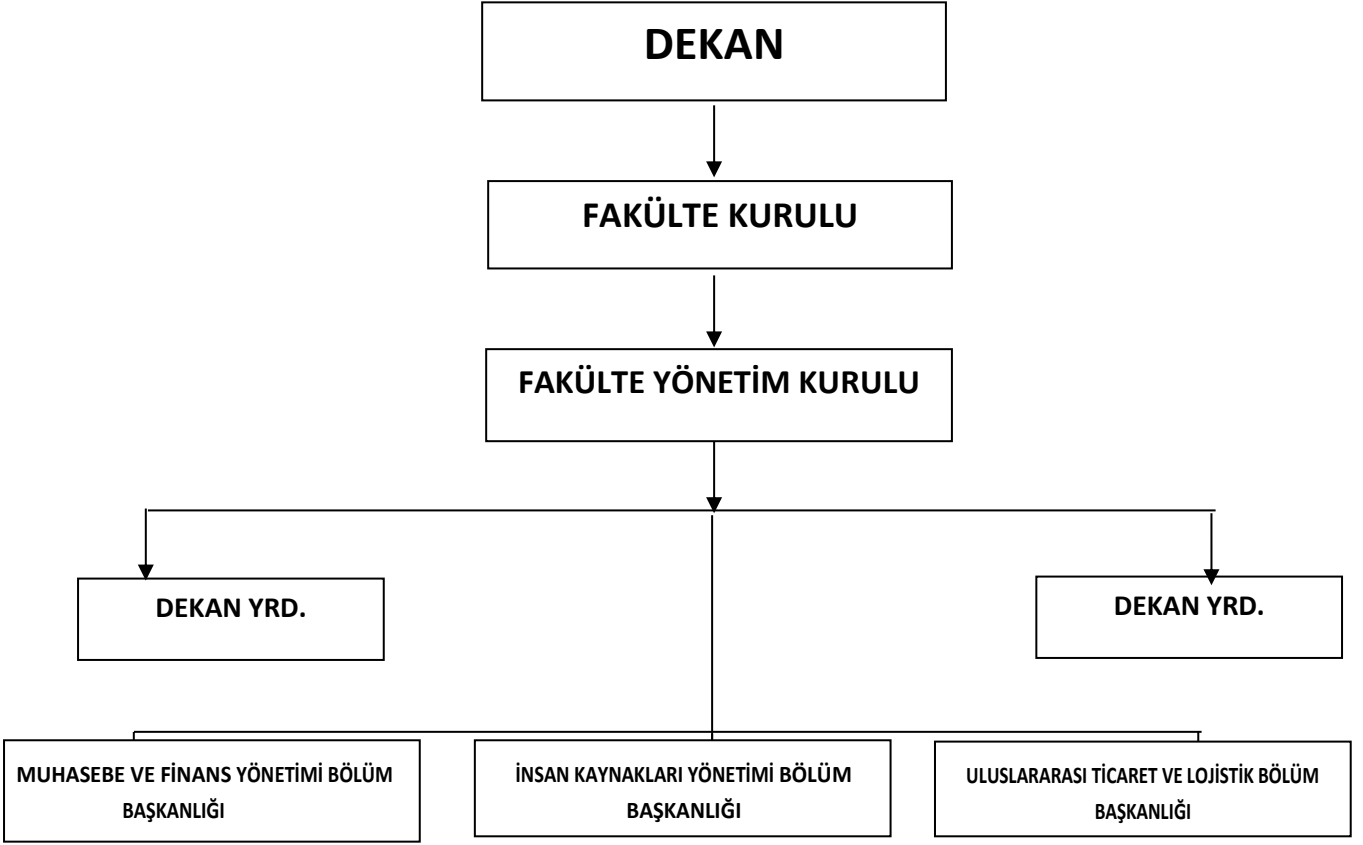 DEKAN
FAKÜLTE KURULU
FAKÜLTE YÖNETİM KURULU
DEKAN YRD.
DEKAN YRD.
MUHASEBE VE FİNANS YÖNETİMİ BÖLÜM
BAŞKANLIĞI
İNSAN KAYNAKLARI YÖNETİMİ BÖLÜM
BAŞKANLIĞI
ULUSLARARASI TİCARET VE LOJİSTİK BÖLÜM
BAŞKANLIĞI